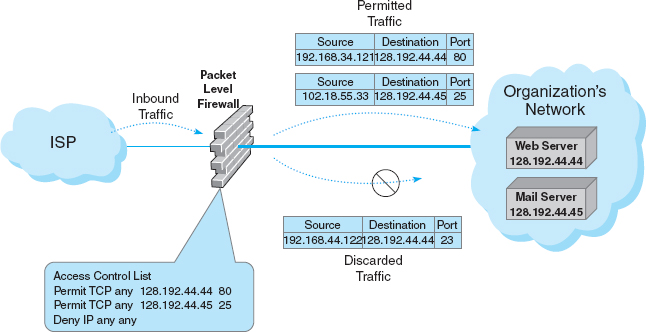 Permitted
Traffic
Source Destination Port
192.168.34.121 128.192.44.44 80
Source Destination Port
102.18.55.33 128.192.44.45 25
Packet
Level
Firewall
Inbound
Traffic
ISP
Organization's
Network
Web Server
128.192.44.44
Mail Server
128.192.44.45
Source Destination Port
192.168.44.122 128.192.44.44 23
Discarded
Traffic
Access Control List
Permit TCP any 128.192.44.44 80
Permit TCP any 128.192.44.45 25
Deny IP any any